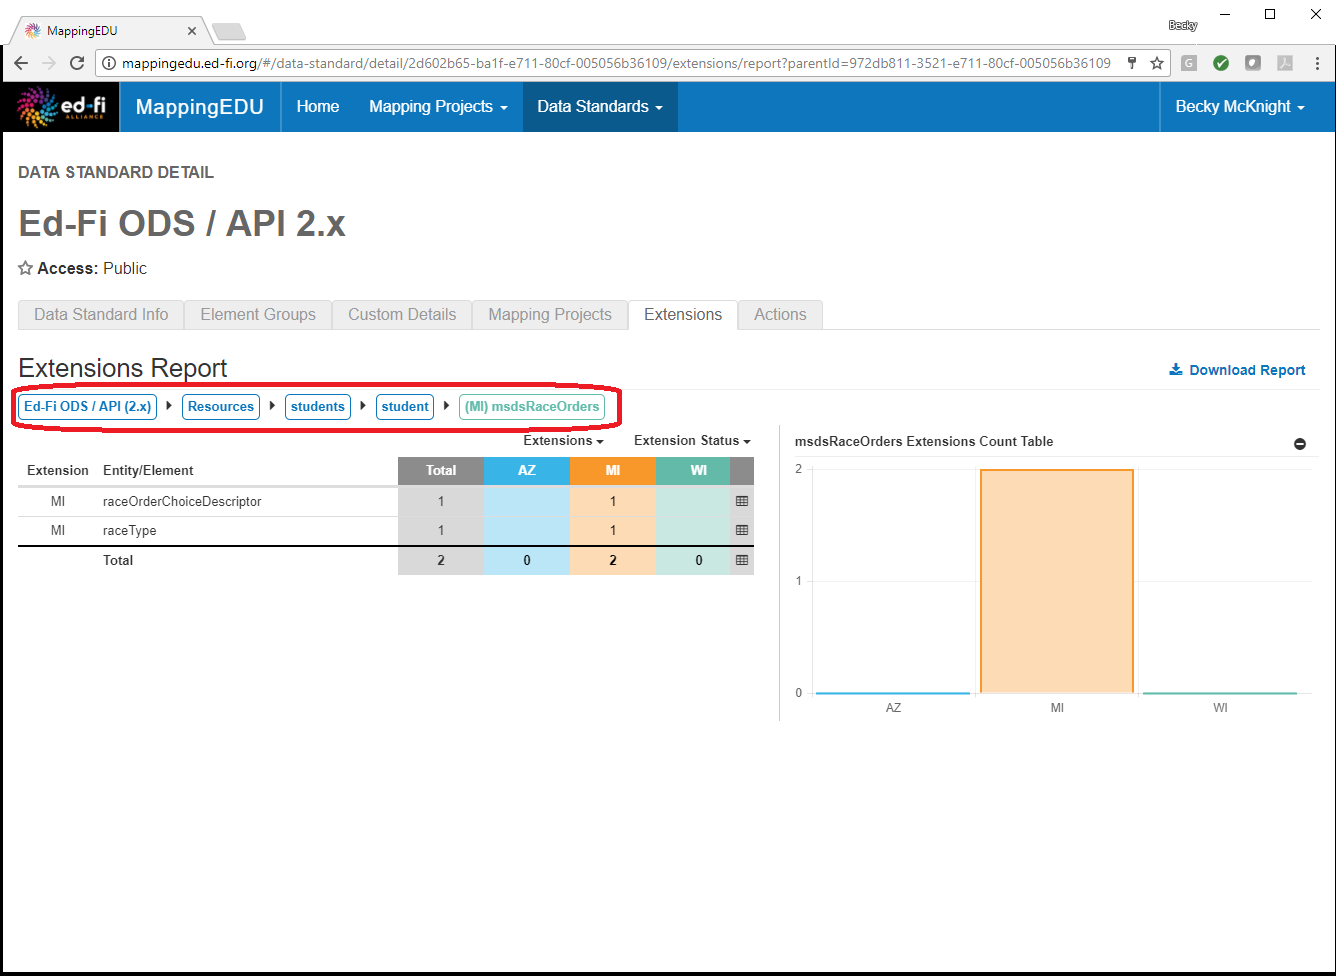 MappingEDU
Becky
mappingedu.ed-fi.org/#/data-standard/detail/2d602b65-ba1f-e711-80cf-005056b36109/extensions/report?parentId=972db811-3521-e711-80cf-005056b36109
G
ed-fi ALLIANCE MappingEDU Home Mapping Projects Data Standards Becky McKnight
DATA STANDARD DETAIL
Ed-Fi ODS / API 2.x
Access: Public
Data Standard Info Element Groups Custom Details Mapping Projects Extensions Actions
Extensions Report
Download Report
Ed-Fi ODS / API (2.x) Resources students student (MI) msdsRaceOrders
Extensions Extension Status
Extension Entity/Element Total AZ MI WI
MI raceOrderChoiceDescriptor 1 1
MI raceType 1 1
Total 2 0 2 0
msdsRaceOrders Extensions Count Table
2
1
0
AZ MI WI